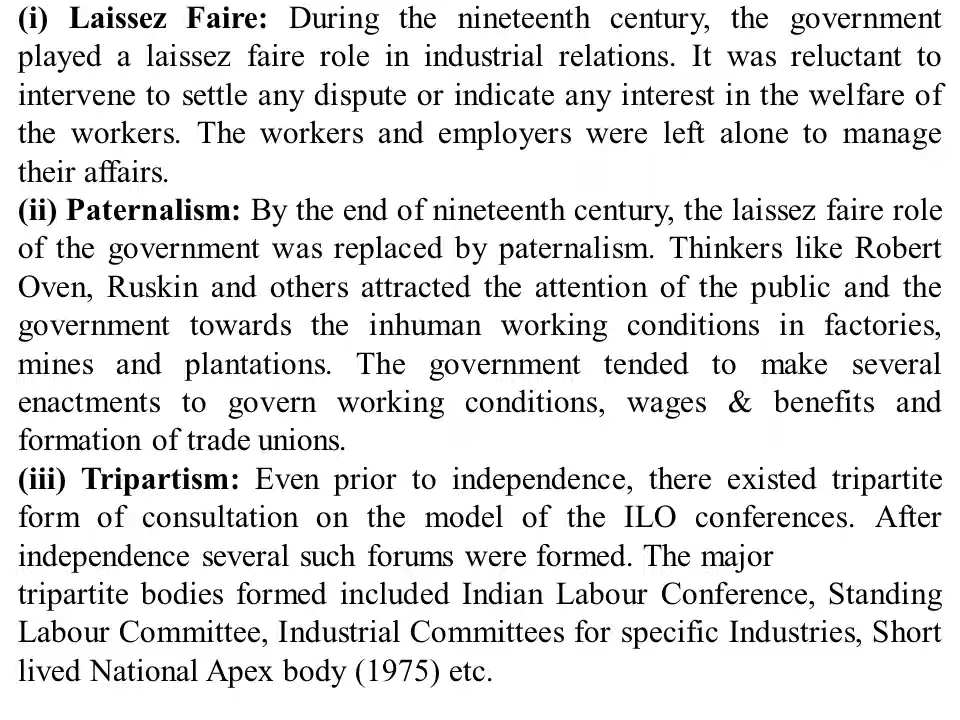 (i) Laissez Faire: During the nineteenth century, the government
played a laissez faire role in industrial relations. It was reluctant to
intervene to settle any dispute or indicate any interest in the welfare of
the workers. The workers and employers were left alone to manage
their affairs.
(ii) Paternalism: By the end of nineteenth century, the laissez faire role
of the government was replaced by paternalism. Thinkers like Robert
Oven, Ruskin and others attracted the attention of the public and the
government towards the inhuman working conditions in factories,
mines and plantations. The government tended to make several
enactments to govern working conditions, wages & benefits and
formation of trade unions.
(iii) Tripartism: Even prior to independence, there existed tripartite
form of consultation on the model of the ILO conferences. After
independence several such forums were formed. The major
tripartite bodies formed included Indian Labour Conference, Standing
Labour Committee, Industrial Committees for specific Industries, Short
lived National Apex body (1975) etc.